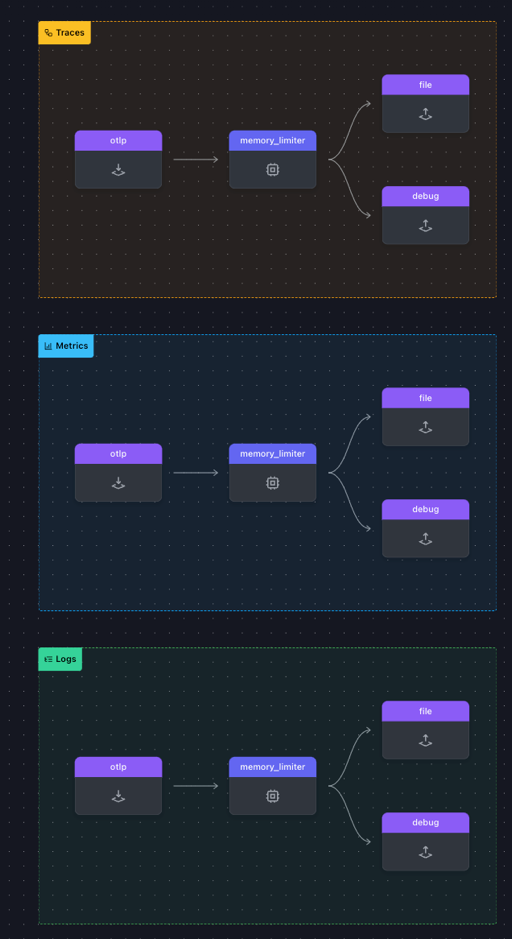 Traces
file
otlp
memory_limiter
debug
Metrics
file
otlp
memory_limiter
debug
Logs
file
otlp
memory_limiter
debug